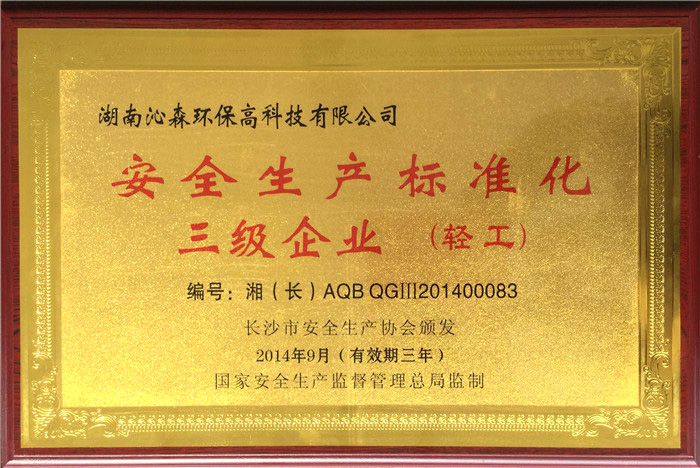 湖南沁森环保高科技有限公司
安全生产标准化
三级企业（轻工）
编号：湘（长）AQB QGIII201400083
长沙市安全生产协会颁发
2014年9月（有效期三年）
国家安全生产监督管理总局监制